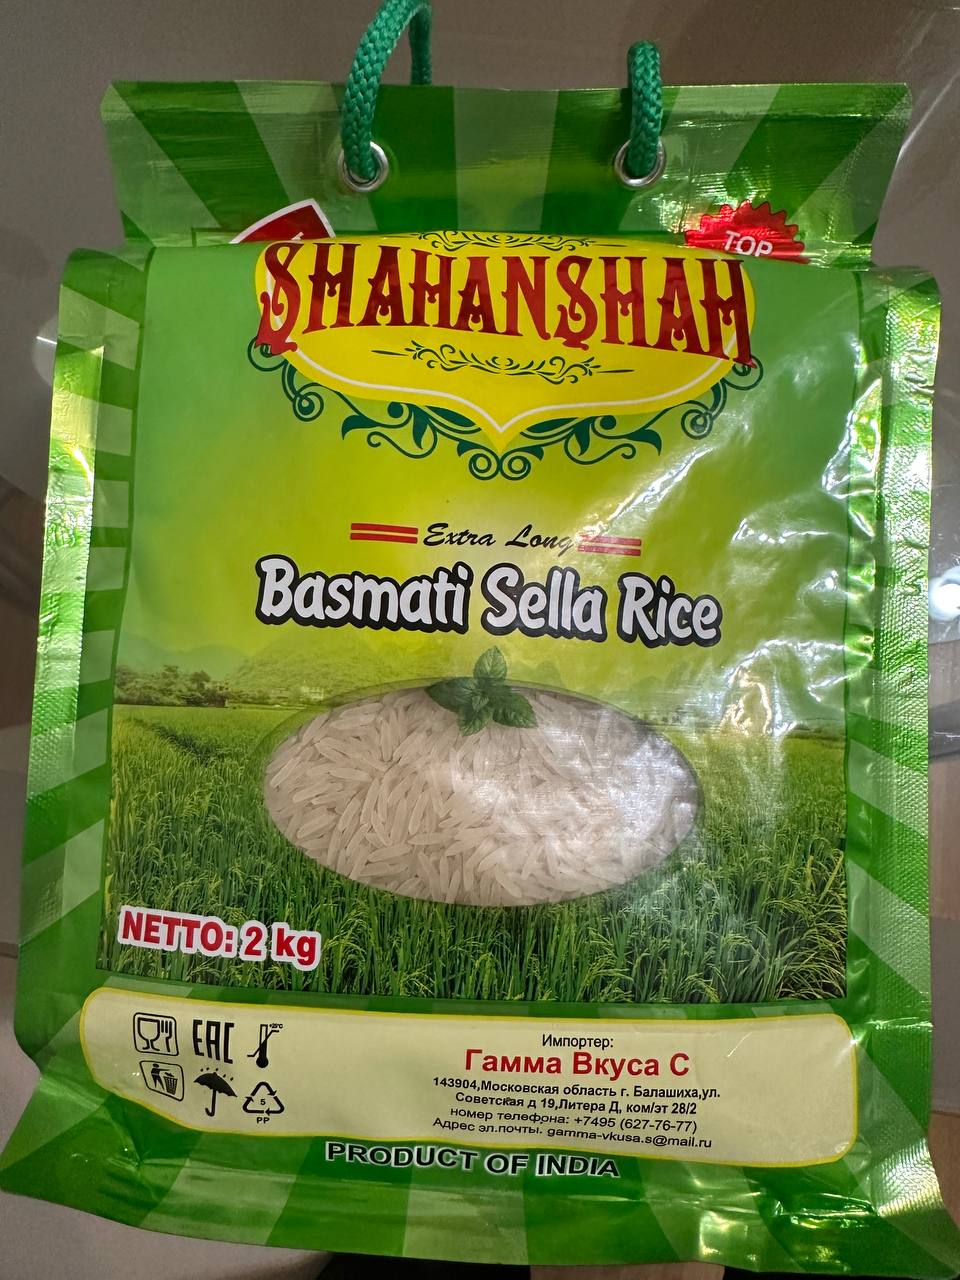 TOP
SHAHANSHAH
Extra Long
Basmati Sella Rice
NETTO: 2 kg
EAC
+25°C
5
PP
Импортер:
Гамма Вкуса С
143904,Московская область г. Балашиха,ул.
Советская д 19,Литера Д, ком/эт 28/2
номер телефона: +7495 (627-76-77)
Адрес эл.почты. gamma-vkusa.s@mail.ru
PRODUCT OF INDIA